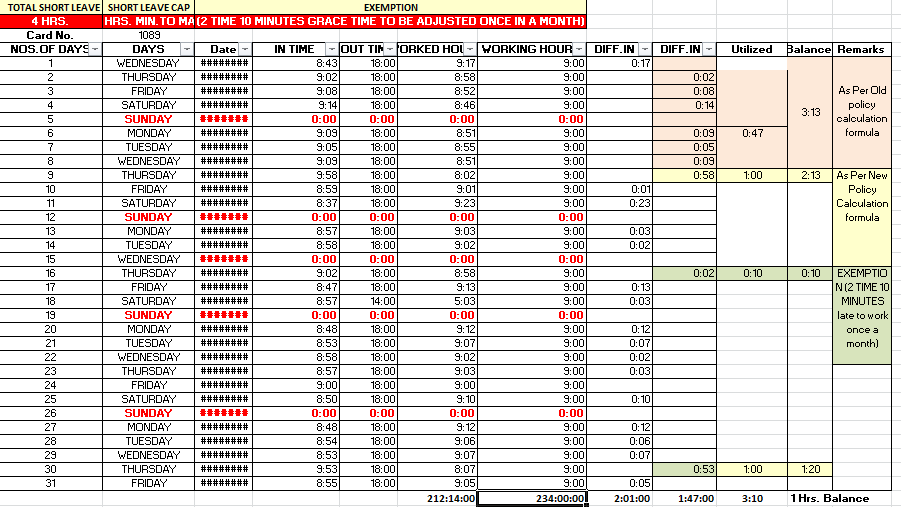 TOTAL SHORT LEAVE SHORT LEAVE CAP EXEMPTION
4 HRS. HRS. MIN.TO MA (2 TIME 10 MINUTES GRACE TIME TO BE ADJUSTED ONCE IN A MONTH)
Card No. 1089
NOS.OF DAYS DAYS Date IN TIME OUT TIM ORKED HOU WORKING HOUR DIFF.IN DIFF.IN Utilized Balance Remarks
1 WEDNESDAY ######## 8:43 18:00 9:17 9:00 0:17
2 THURSDAY ######## 9:02 18:00 8:58 9:00 0:02
3 FRIDAY ######## 9:08 18:00 8:52 9:00 0:08 As Per Old
4 SATURDAY ######## 9:14 18:00 8:46 9:00 0:14 policy
3:13
5 SUNDAY ####### 0:00 0:00 0:00 0:00 calculation
6 MONDAY ######## 9:09 18:00 8:51 9:00 0:09 0:47 formula
7 TUESDAY ######## 9:05 18:00 8:55 9:00 0:05
8 WEDNESDAY ######## 9:09 18:00 8:51 9:00 0:09
9 THURSDAY ######## 9:58 18:00 8:02 9:00 0:58 1:00 2:13 As Per New
10 FRIDAY ######## 8:59 18:00 9:01 9:00 0:01 Policy
11 SATURDAY ######## 8:37 18:00 9:23 9:00 0:23 Calculation
12 SUNDAY ####### 0:00 0:00 0:00 0:00 formula
13 MONDAY ######## 8:57 18:00 9:03 9:00 0:03
14 TUESDAY ######## 8:58 18:00 9:02 9:00 0:02
15 WEDNESDAY ####### 0:00 0:00 0:00 0:00
16 THURSDAY ######## 9:02 18:00 8:58 9:00 0:02 0:10 0:10 EXEMPTIO
17 FRIDAY ######## 8:47 18:00 9:13 9:00 0:13 N (2 TIME 10
18 SATURDAY ######## 8:57 14:00 5:03 9:00 0:03 MINUTES
19 SUNDAY ####### 0:00 0:00 0:00 0:00 late to work
20 MONDAY ######## 8:48 18:00 9:12 9:00 0:12 once a
21 TUESDAY ######## 8:53 18:00 9:07 9:00 0:07 month)
22 WEDNESDAY ######## 8:58 18:00 9:02 9:00 0:02
23 THURSDAY ######## 8:57 18:00 9:03 9:00 0:03
24 FRIDAY ######## 9:00 18:00 9:00 9:00
25 SATURDAY ######## 8:50 18:00 9:10 9:00 0:10
26 SUNDAY ####### 0:00 0:00 0:00 0:00
27 MONDAY ######## 8:48 18:00 9:12 9:00 0:12
28 TUESDAY ######## 8:54 18:00 9:06 9:00 0:06
29 WEDNESDAY ######## 8:53 18:00 9:07 9:00 0:07
30 THURSDAY ######## 9:53 18:00 8:07 9:00 0:53 1:00 1:20
31 FRIDAY ######## 8:55 18:00 9:05 9:00 0:05
212:14:00 234:00:00 2:01:00 1:47:00 3:10 1 Hrs. Balance